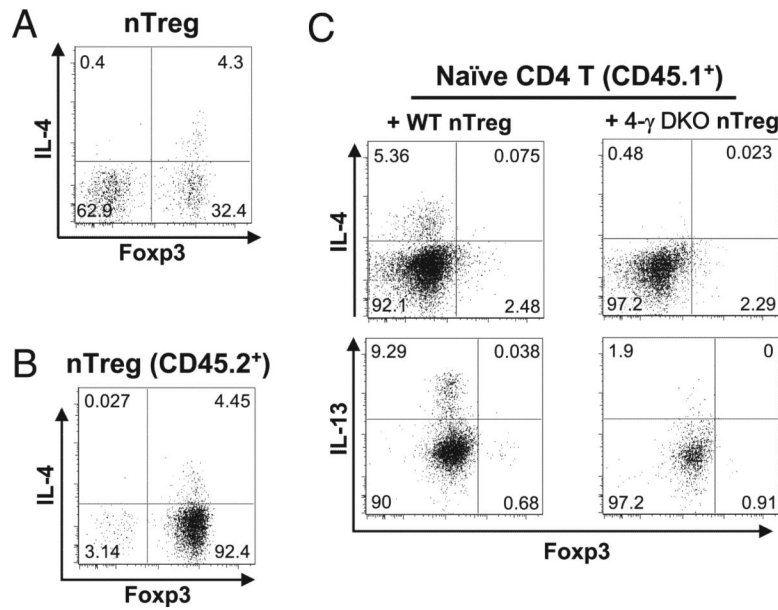 A
nTreg
0.4 4.3
62.9 32.4
IL-4
Foxp3
B
nTreg (CD45.2+)
0.027 4.45
3.14 92.4
IL-4
Foxp3
C
Naïve CD4 T (CD45.1+)
+ WT nTreg + 4-γ DKO nTreg
5.36 0.075 0.48 0.023
92.1 2.48 97.2 2.29
IL-4
9.29 0.038 1.9 0
90 0.68 97.2 0.91
IL-13
Foxp3